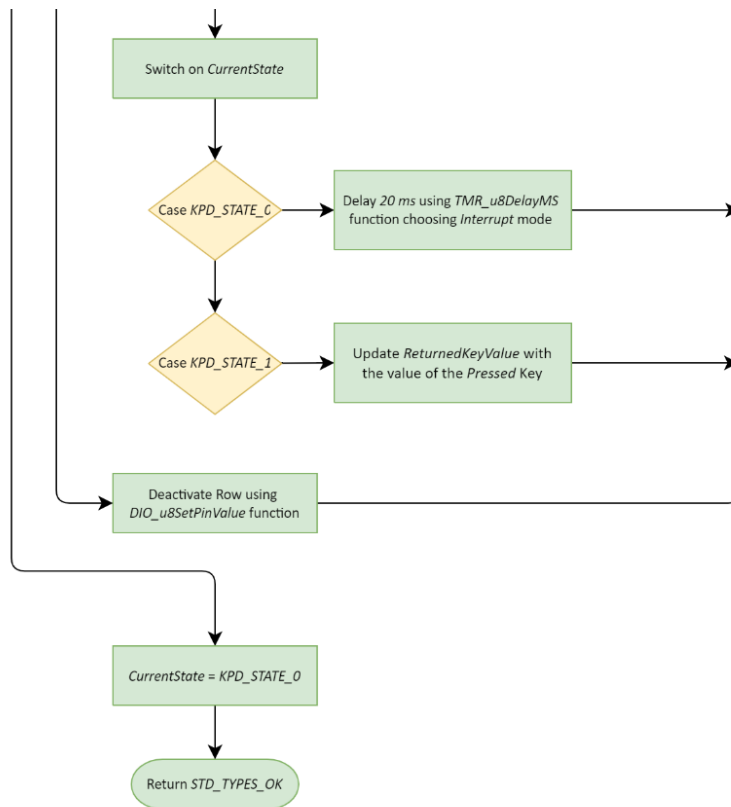 Switch on CurrentState
Case KPD_STATE_0
Delay 20 ms using TMR_u8DelayMS
function choosing Interrupt mode
Case KPD_STATE_1
Update ReturnedKeyValue with
the value of the Pressed Key
Deactivate Row using
DIO_u8SetPinValue function
CurrentState = KPD_STATE_0
Return STD_TYPES_OK